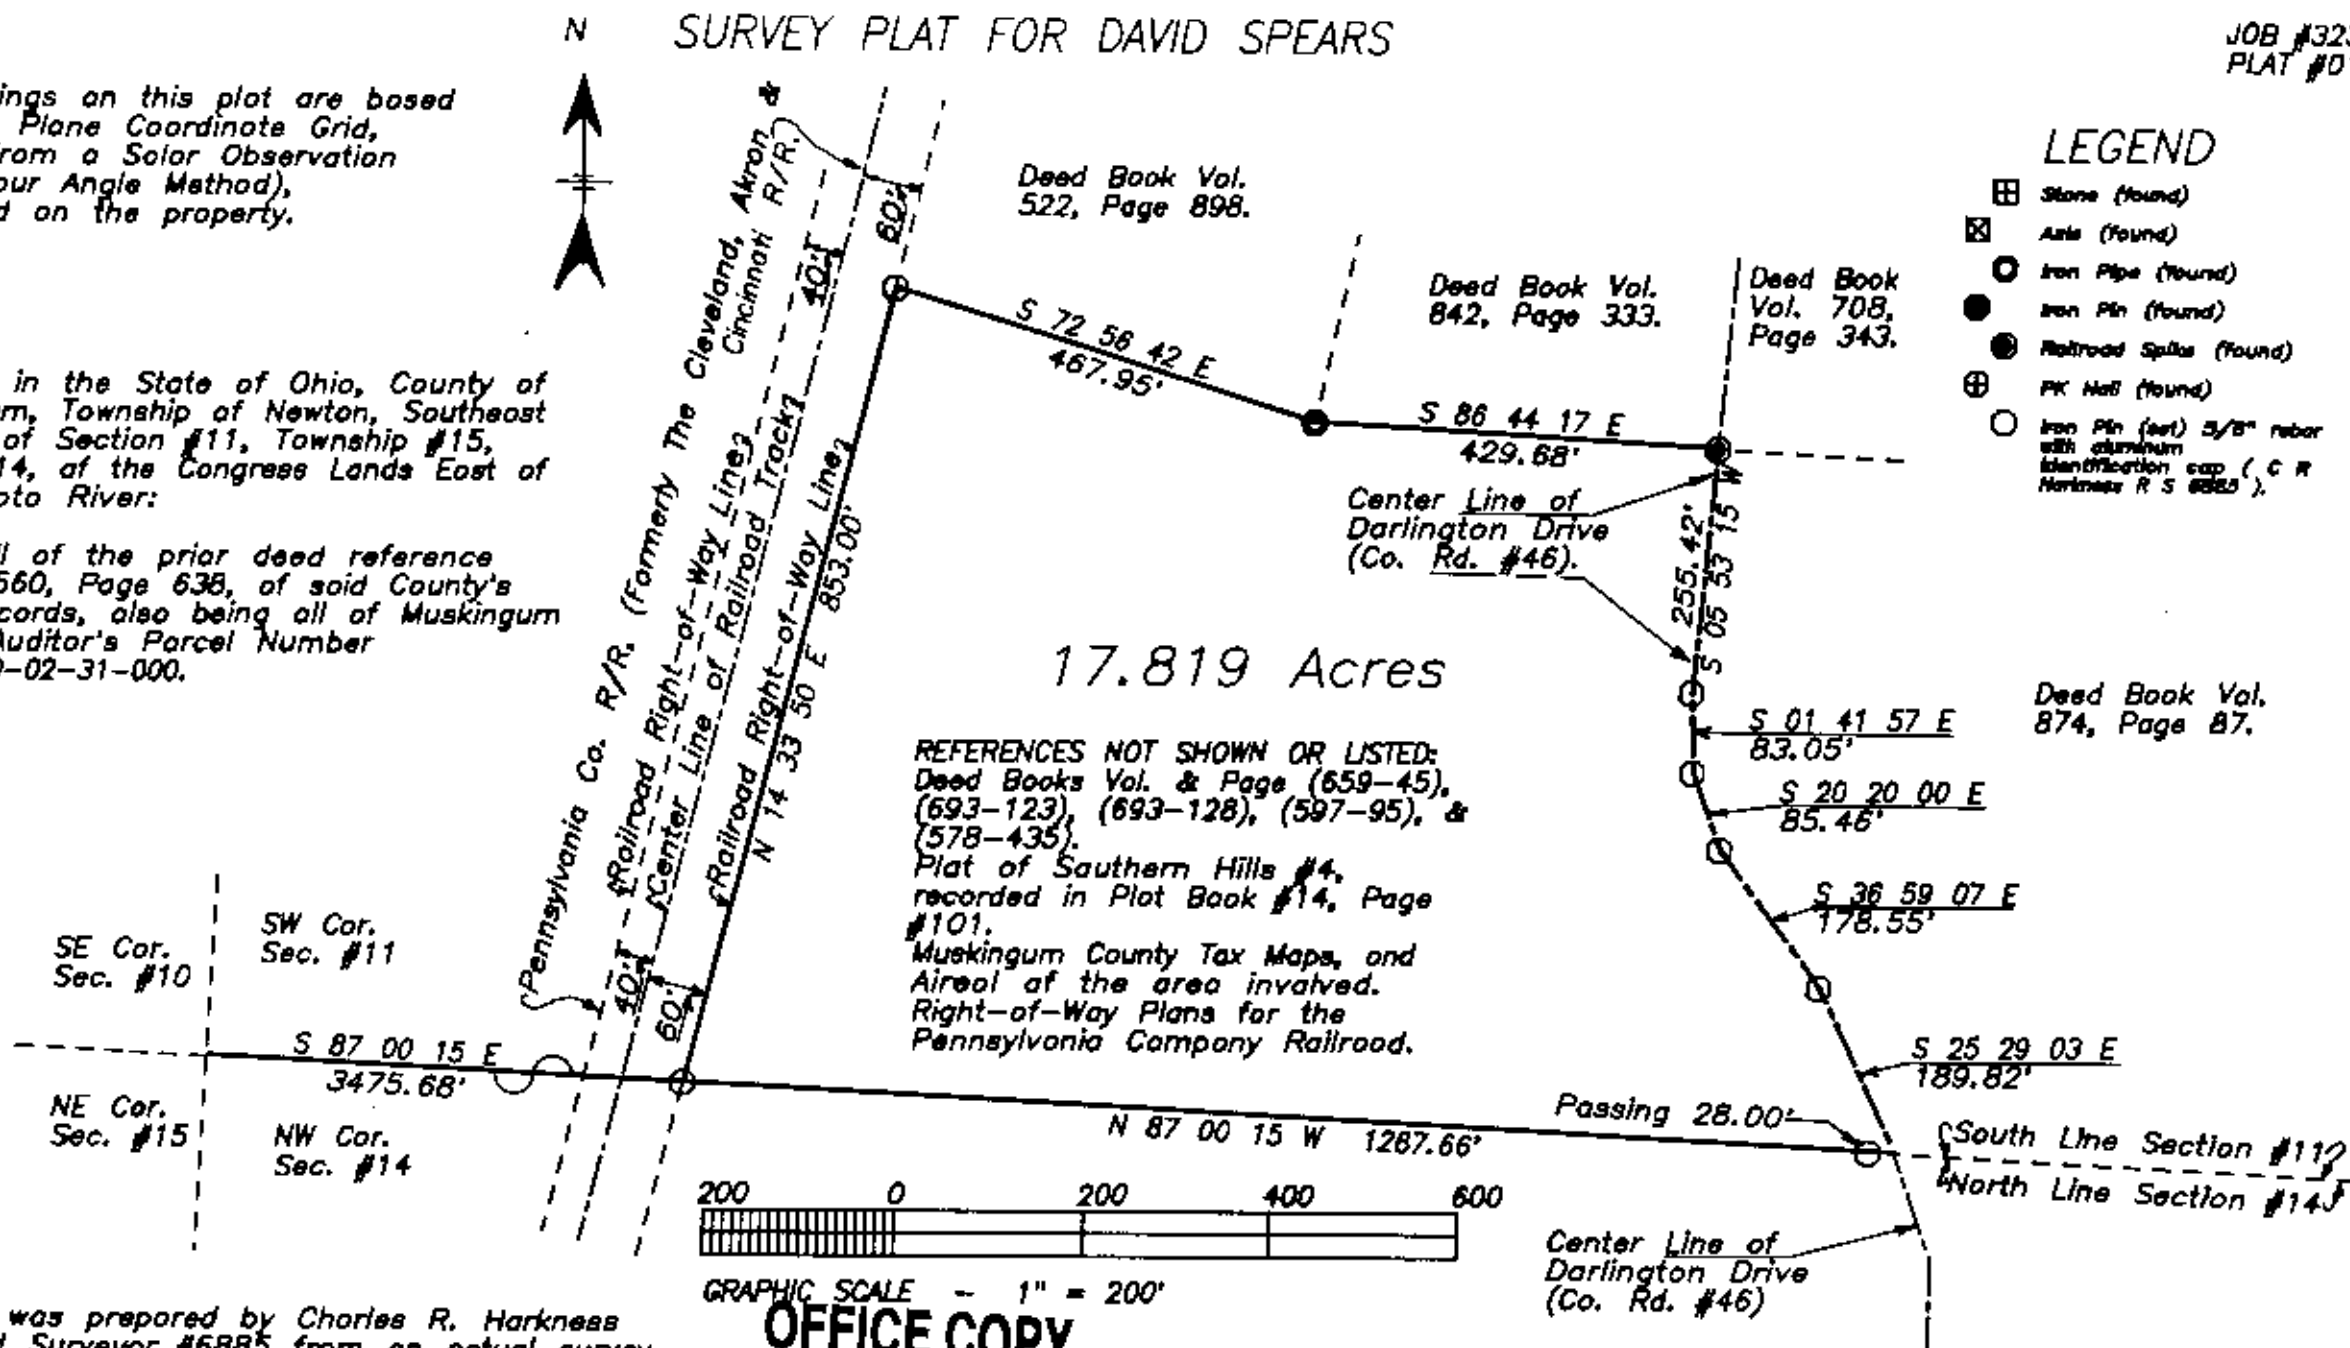 SURVEY PLAT FOR DAVID SPEARS
JOB #323
PLAT #0
N
ings on this plat are based
Plane Coordinate Grid,
from a Solar Observation
our Angle Method),
d on the property.
in the State of Ohio, County of
m, Township of Newton, Southeast
of Section #11, Township #15,
14, of the Congress Lands East of
oto River:
ll of the prior deed reference
560, Page 638, of said County's
cords, also being all of Muskingum
Auditor's Parcel Number
-02-31-000.
Pennsylvania Co. R/R. (Formerly The Cleveland, Akron &
Cincinnati R/R.
Railroad Right-of-Way Line
Center Line of Railroad Track
Railroad Right-of-Way Line
N 14 33 50 E 853.00'
40'
60'
40'
60'
Deed Book Vol.
522, Page 898.
S 72 56 42 E
467.95'
Deed Book Vol.
842, Page 333.
S 86 44 17 E
429.68'
Deed Book
Vol. 708,
Page 343.
LEGEND
Stone (found)
Axle (found)
Iron Pipe (found)
Iron Pin (found)
Railroad Spike (found)
PK Nail (found)
Iron Pin (set) 5/8" rebar
with aluminum
identification cap ( C R
Harkness R S 6885 ).
Center Line of
Darlington Drive
(Co. Rd. #46).
255.42'
S 05 53 15 W
17.819 Acres
S 01 41 57 E
83.05'
Deed Book Vol.
874, Page 87.
S 20 20 00 E
85.46'
S 36 59 07 E
178.55'
S 25 29 03 E
189.82'
REFERENCES NOT SHOWN OR LISTED:
Deed Books Vol. & Page (659-45),
(693-123), (693-128), (597-95), &
(578-435).
Plat of Southern Hills #4,
recorded in Plot Book #14, Page
#101.
Muskingum County Tax Maps, and
Aireal of the area involved.
Right-of-Way Plans for the
Pennsylvania Company Railroad.
SE Cor.
Sec. #10
SW Cor.
Sec. #11
S 87 00 15 E
3475.68'
NE Cor.
Sec. #15
NW Cor.
Sec. #14
Passing 28.00'
N 87 00 15 W 1287.66'
South Line Section #11
North Line Section #14
Center Line of
Darlington Drive
(Co. Rd. #46)
200 0 200 400 600
GRAPHIC SCALE - 1" = 200'
OFFICE COPY
was prepared by Charles R. Harkness
Surveyor #6885 from an actual survey